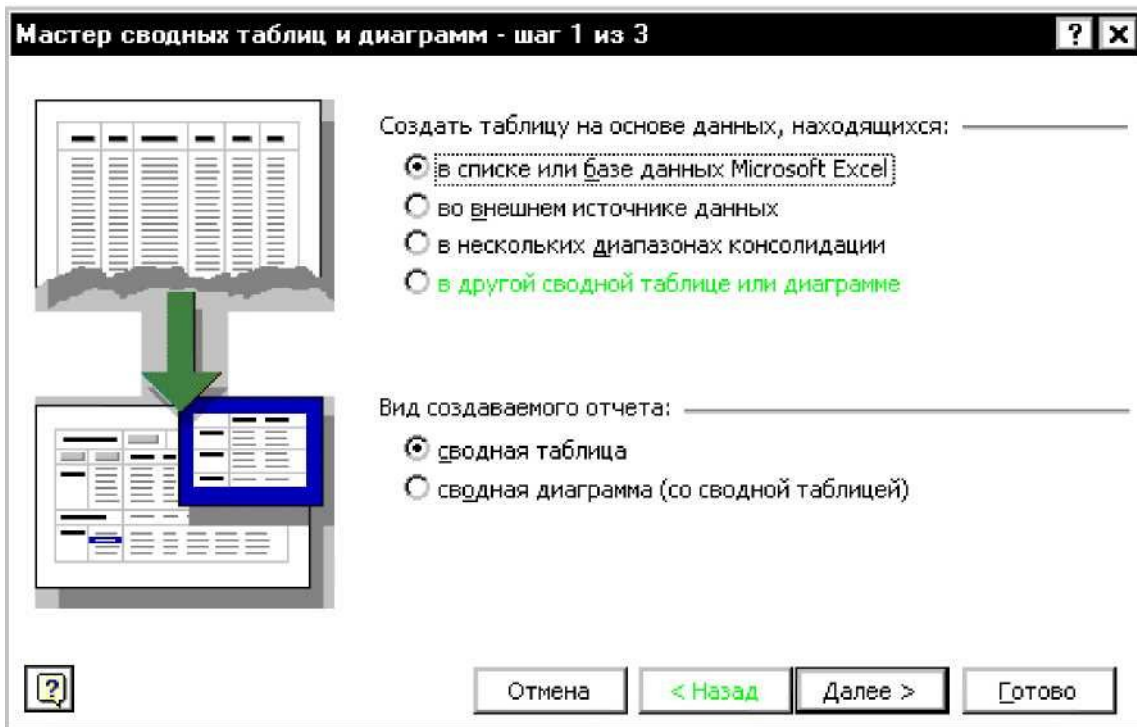 Мастер сводных таблиц и диаграмм - шаг 1 из 3
Создать таблицу на основе данных, находящихся:
в списке или базе данных Microsoft Excel
во внешнем источнике данных
в нескольких диапазонах консолидации
в другой сводной таблице или диаграмме
Вид создаваемого отчета:
сводная таблица
сводная диаграмма (со сводной таблицей)
Отмена < Назад Далее > Готово